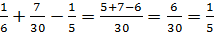 1/6 + 7/30 − 1/5 = (5+7−6)/30 = 6/30 = 1/5